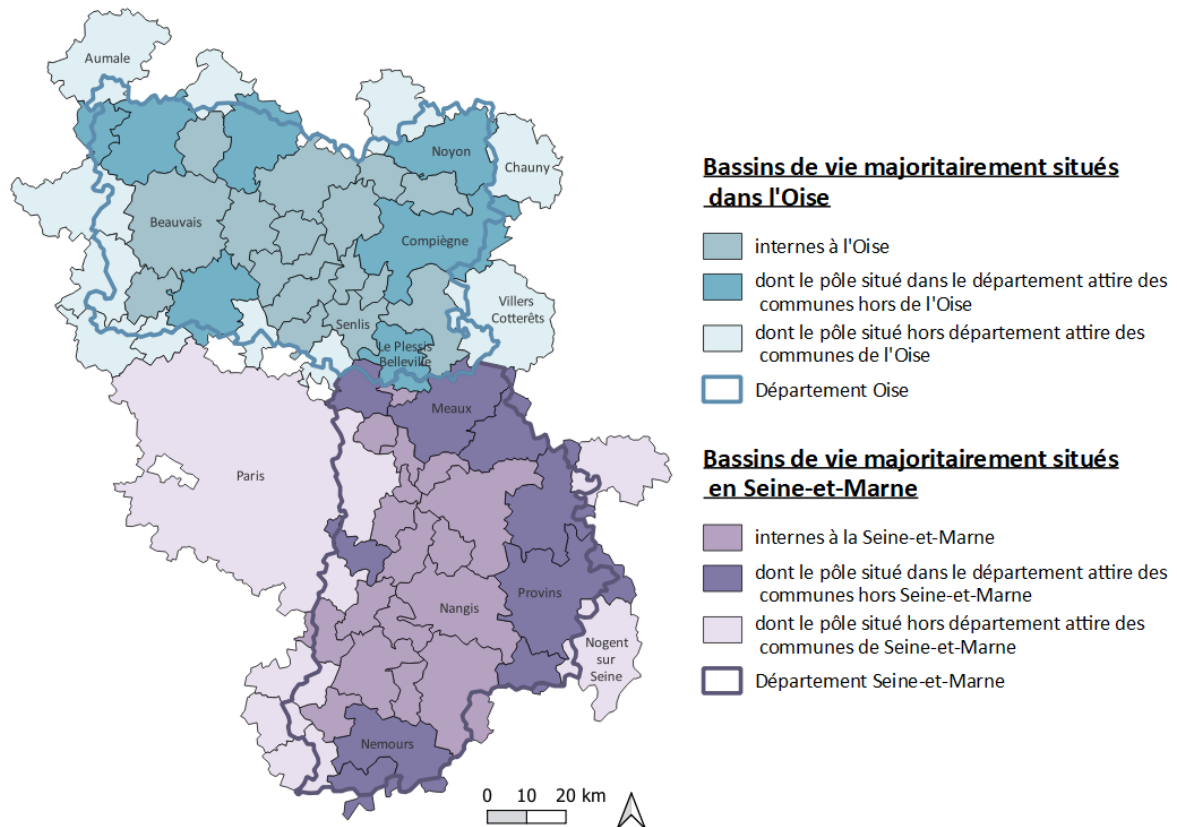 Aumale
Noyon
Chauny
Beauvais
Compiègne
Villers
Cotterêts
Senlis
Le Plessis
Belleville
Meaux
Paris
Provins
Nangis
Nogent
sur
Seine
Nemours
0 10 20 km
Bassins de vie majoritairement situés
dans l'Oise
internes à l'Oise
dont le pôle situé dans le département attire des
communes hors de l'Oise
dont le pôle situé hors département attire des
communes de l'Oise
Département Oise
Bassins de vie majoritairement situés
en Seine-et-Marne
internes à la Seine-et-Marne
dont le pôle situé dans le département attire des
communes hors Seine-et-Marne
dont le pôle situé hors département attire des
communes de Seine-et-Marne
Département Seine-et-Marne